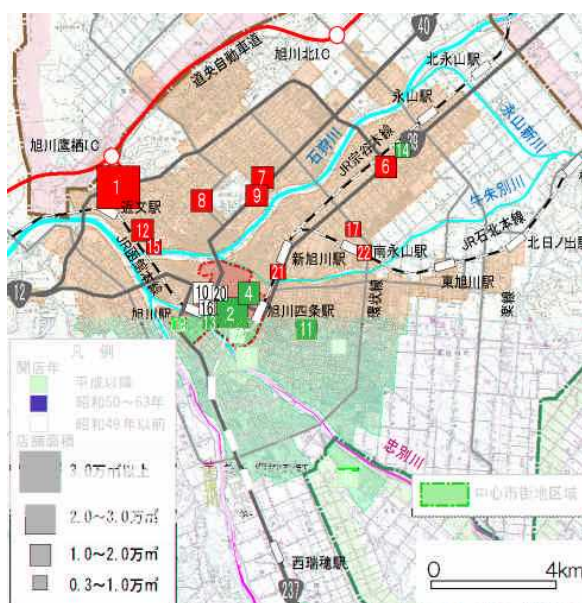 40
旭川北IC
道央自動車道
北永山駅
永山駅
永山新川
旭川鷹栖IC
石狩川
JR宗谷本線
39
14
6
1
7
9
8
近文駅
牛朱別川
12
15
17
22
南永山駅
JR石北本線
北日ノ出駅
新旭川駅
21
東旭川駅
12
10
20
4
16
2
13
旭川駅
旭川四条駅
11
環状線
凡例
開店年
平成以降
昭和50～63年
昭和49年以前
店舗面積
3.0万㎡以上
2.0～3.0万㎡
1.0～2.0万㎡
0.3～1.0万㎡
忠別川
中心市街地区域
西瑞穂駅
237
0 4km